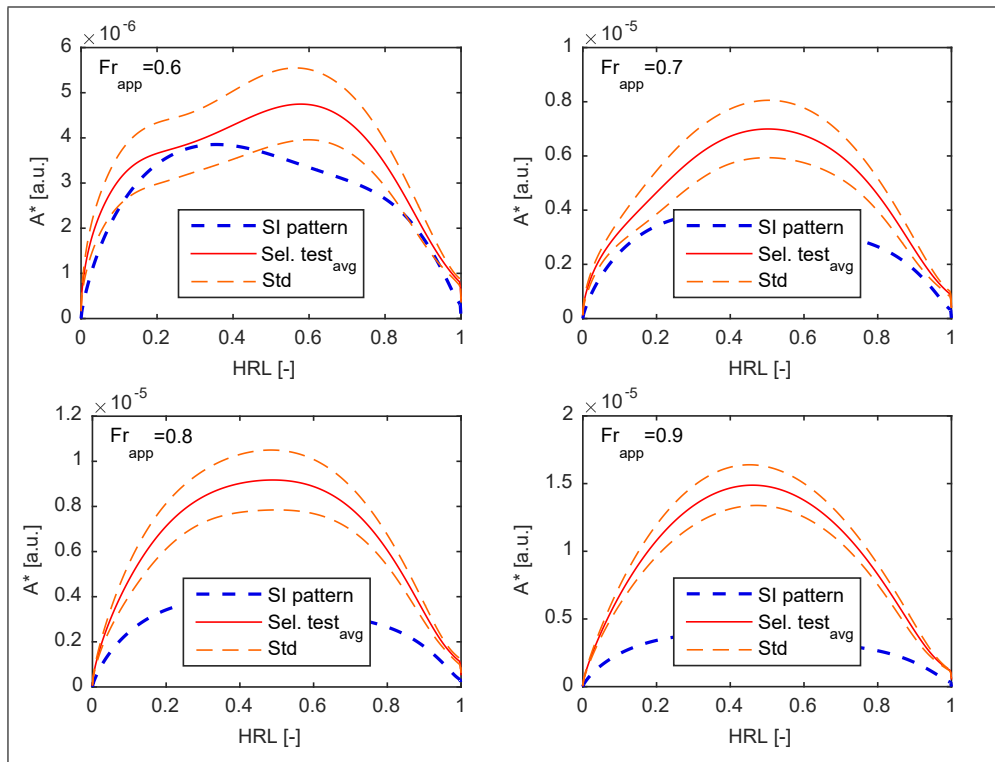 × 10^-6
Fr_app=0.6
6
5
4
3
2
1
0
A* [a.u.]
SI pattern
Sel. test_avg
Std
0 0.2 0.4 0.6 0.8 1
HRL [-]
× 10^-5
Fr_app=0.7
1
0.8
0.6
0.4
0.2
0
A* [a.u.]
SI pattern
Sel. test_avg
Std
0 0.2 0.4 0.6 0.8 1
HRL [-]
× 10^-5
Fr_app=0.8
1.2
1
0.8
0.6
0.4
0.2
0
A* [a.u.]
SI pattern
Sel. test_avg
Std
0 0.2 0.4 0.6 0.8 1
HRL [-]
× 10^-5
Fr_app=0.9
2
1.5
1
0.5
0
A* [a.u.]
SI pattern
Sel. test_avg
Std
0 0.2 0.4 0.6 0.8 1
HRL [-]